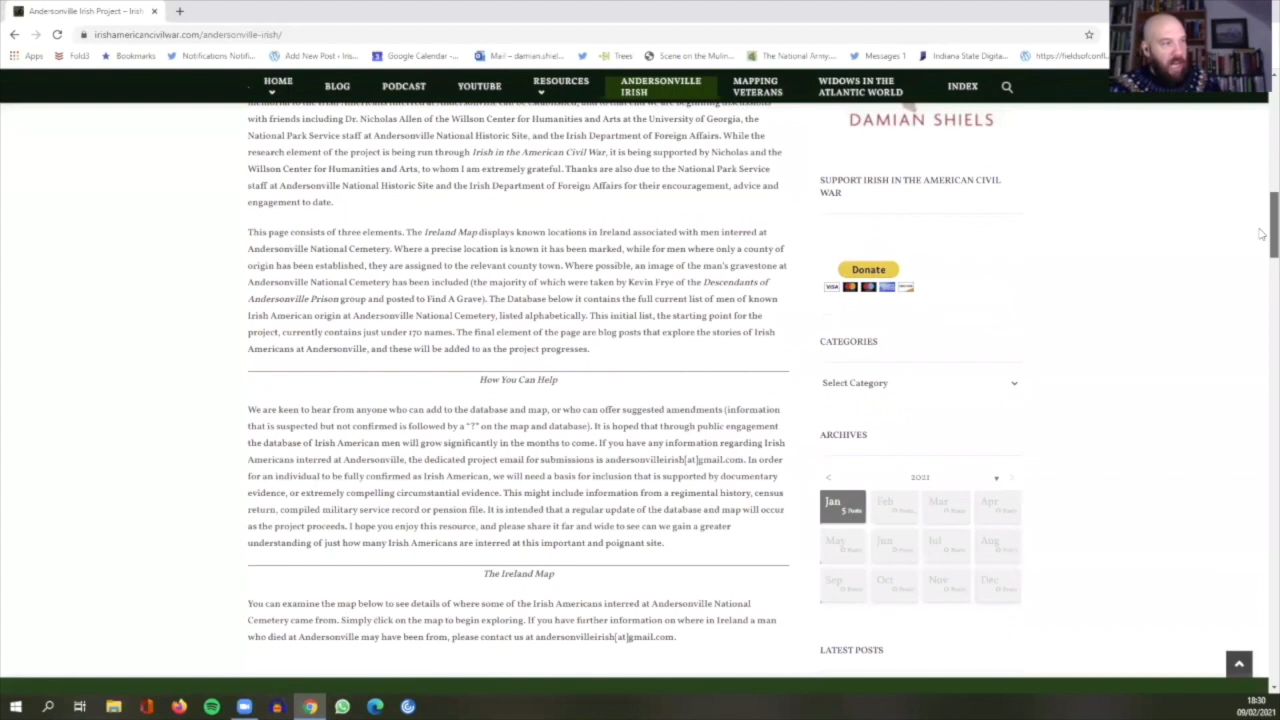 Andersonville Irish Project – Iris
irishamericancivilwar.com/andersonville-irish/
Apps
Fold3
Bookmarks
Notifications Notifi...
Add New Post – Iris...
Google Calendar –...
Mail – damian.shiel...
Trees
Scene on the Mulin...
The National Army...
Messages 1
Indiana State Digita...
https://fieldsofconfl...
HOME
BLOG
PODCAST
YOUTUBE
RESOURCES
ANDERSONVILLE
IRISH
MAPPING
VETERANS
WIDOWS IN THE
ATLANTIC WORLD
INDEX
with friends including Dr. Nicholas Allen of the Willson Center for Humanities and Arts at the University of Georgia, the
National Park Service staff at Andersonville National Historic Site, and the Irish Department of Foreign Affairs. While the
research element of the project is being run through Irish in the American Civil War, it is being supported by Nicholas and the
Willson Center for Humanities and Arts, to whom I am extremely grateful. Thanks are also due to the National Park Service
staff at Andersonville National Historic Site and the Irish Department of Foreign Affairs for their encouragement, advice and
engagement to date.
This page consists of three elements. The Ireland Map displays known locations in Ireland associated with men interred at
Andersonville National Cemetery. Where a precise location is known it has been marked, while for men where only a county of
origin has been established, they are assigned to the relevant county town. Where possible, an image of the man's gravestone at
Andersonville National Cemetery has been included (the majority of which were taken by Kevin Frye of the Descendants of
Andersonville Prison group and posted to Find A Grave). The Database below it contains the full current list of men of known
Irish American origin at Andersonville National Cemetery, listed alphabetically. This initial list, the starting point for the
project, currently contains just under 170 names. The final element of the page are blog posts that explore the stories of Irish
Americans at Andersonville, and these will be added to as the project progresses.
How You Can Help
We are keen to hear from anyone who can add to the database and map, or who can offer suggested amendments (information
that is suspected but not confirmed is followed by a "?" on the map and database). It is hoped that through public engagement
the database of Irish American men will grow significantly in the months to come. If you have any information regarding Irish
Americans interred at Andersonville, the dedicated project email for submissions is andersonvilleirish[at]gmail.com. In order
for an individual to be fully confirmed as Irish American, we will need a basis for inclusion that is supported by documentary
evidence, or extremely compelling circumstantial evidence. This might include information from a regimental history, census
return, compiled military service record or pension file. It is intended that a regular update of the database and map will occur
as the project proceeds. I hope you enjoy this resource, and please share it far and wide to see can we gain a greater
understanding of just how many Irish Americans are interred at this important and poignant site.
The Ireland Map
You can examine the map below to see details of where some of the Irish Americans interred at Andersonville National
Cemetery came from. Simply click on the map to begin exploring. If you have further information on where in Ireland a man
who died at Andersonville may have been from, please contact us at andersonvilleirish[at]gmail.com.
DAMIAN SHIELS
SUPPORT IRISH IN THE AMERICAN CIVIL
WAR
Donate
VISA
CATEGORIES
Select Category
ARCHIVES
< 2021 >
Jan Feb Mar Apr
5 Posts 0 Posts 0 Posts 0 Posts
May Jun Jul Aug
0 Posts 0 Posts 0 Posts 0 Posts
Sep Oct Nov Dec
0 Posts 0 Posts 0 Posts 0 Posts
LATEST POSTS
18:30
09/02/2021